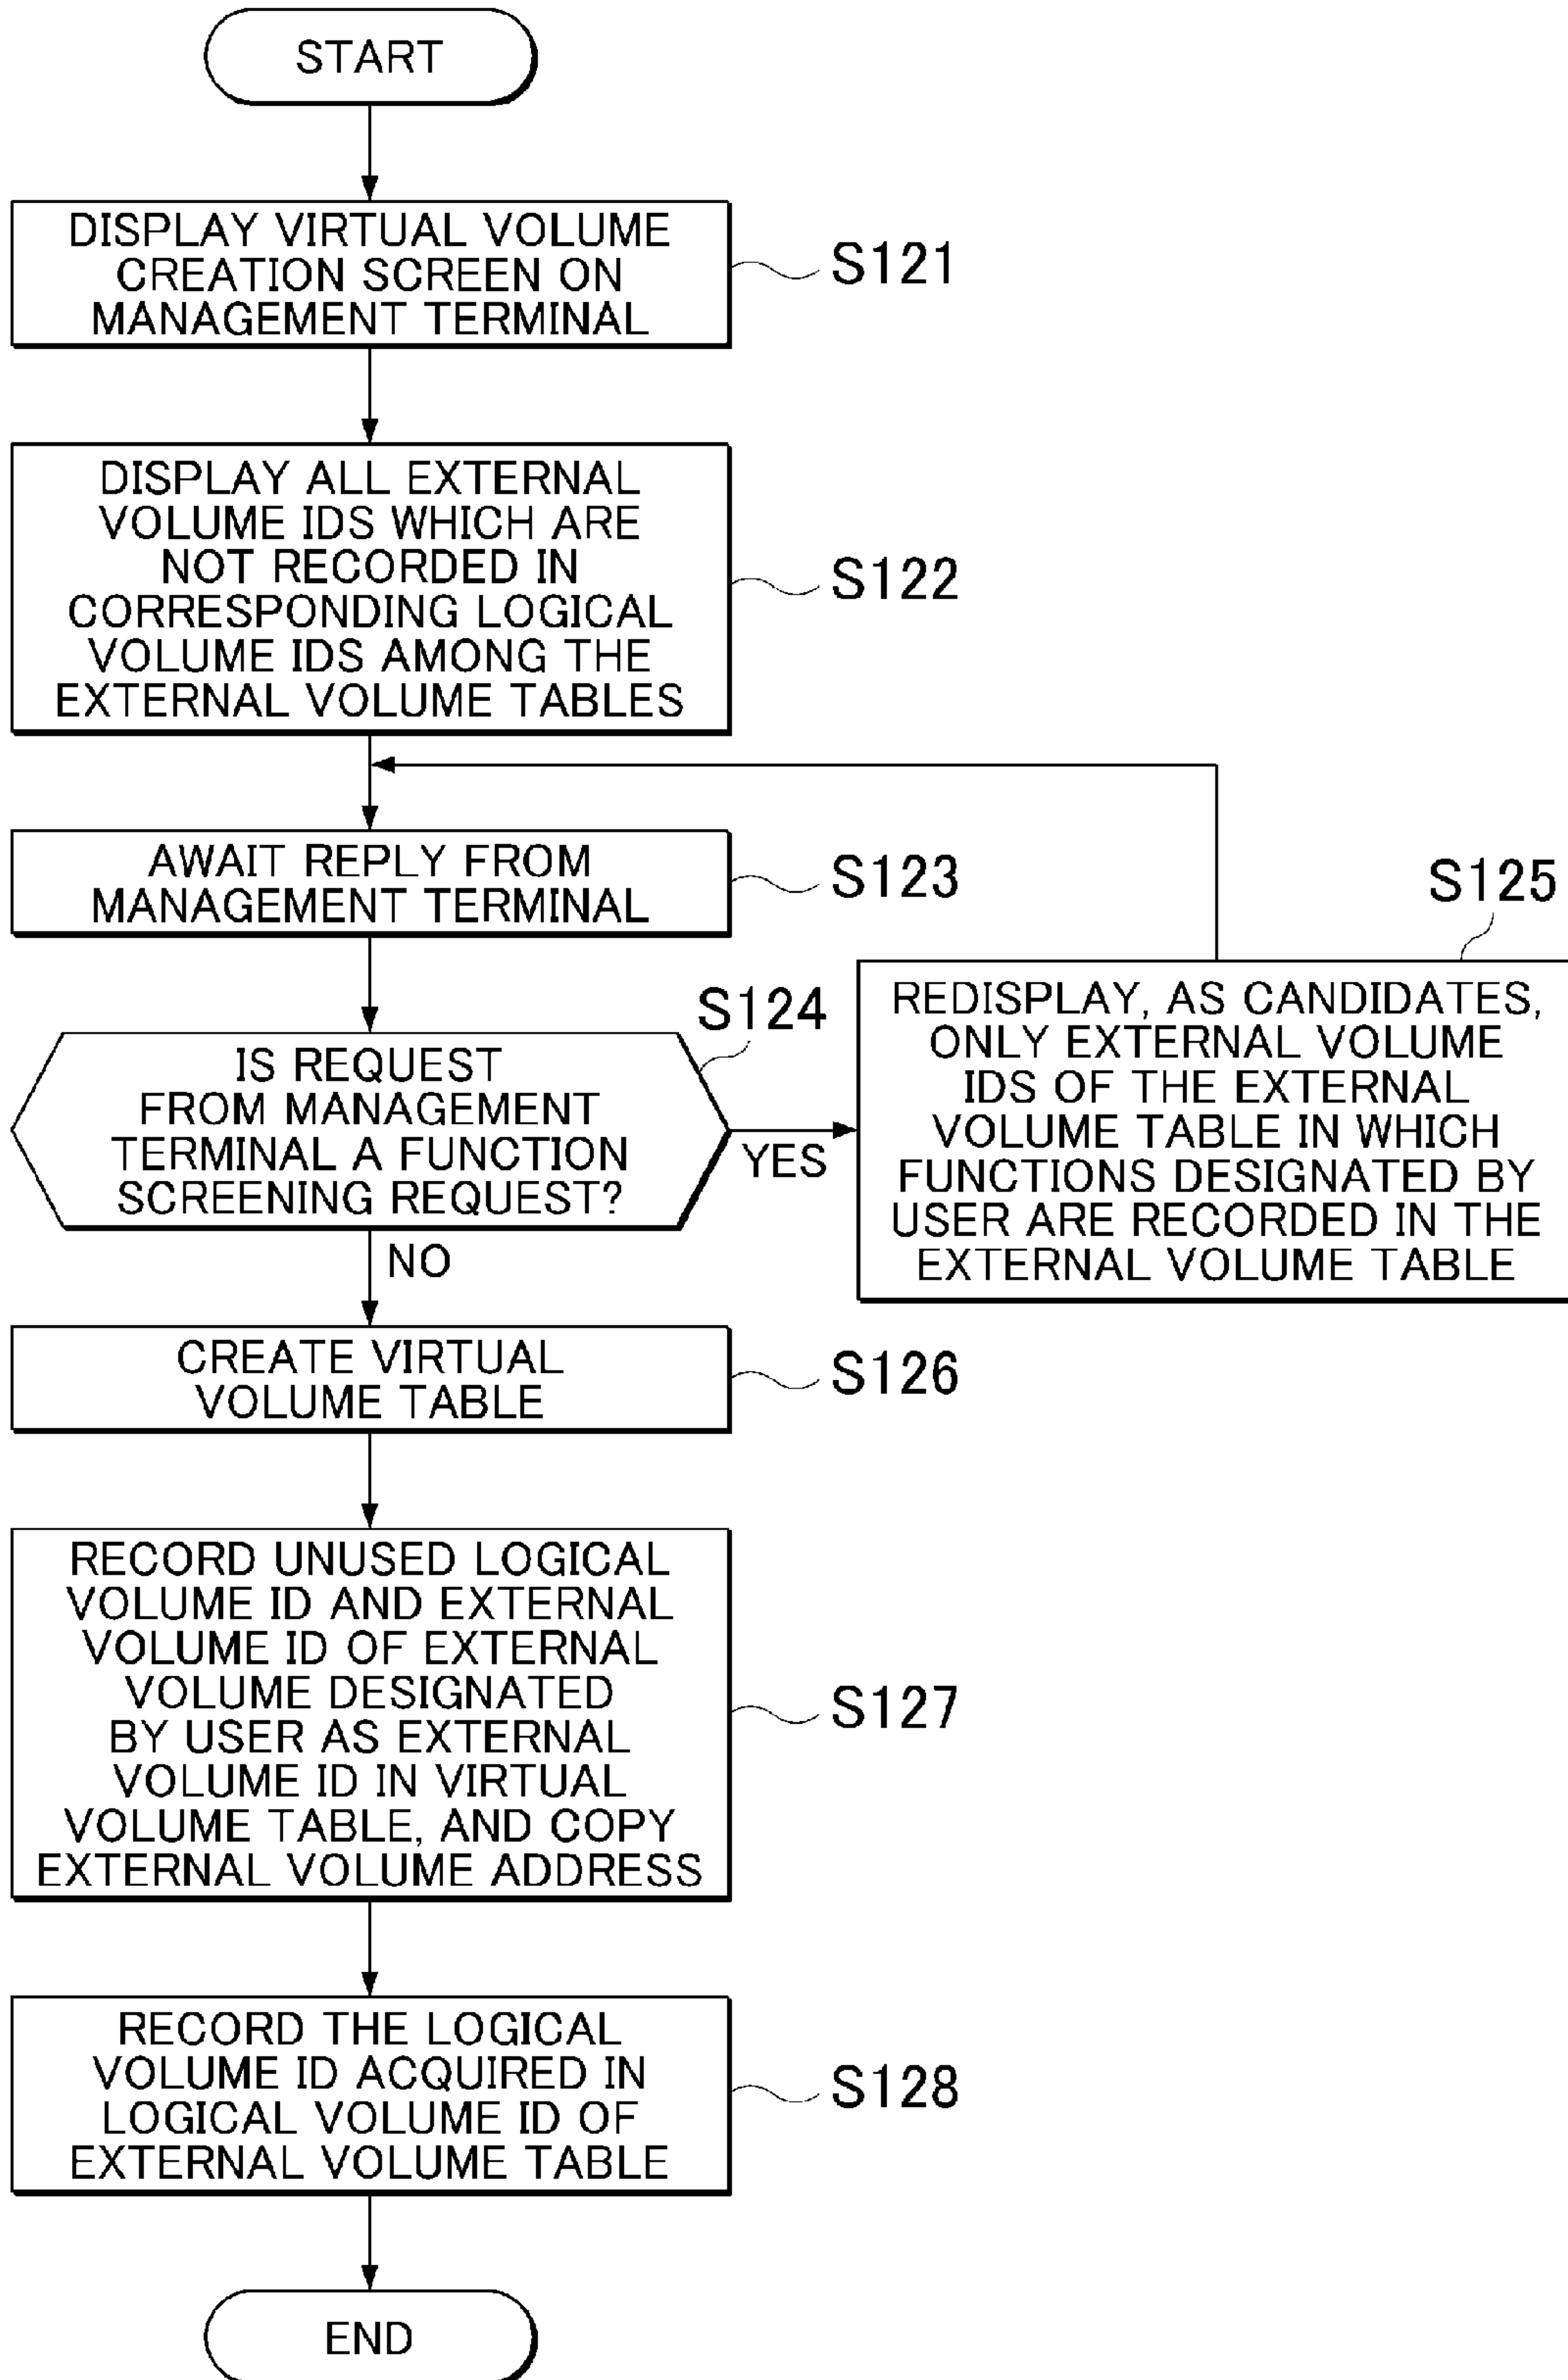 START
DISPLAY VIRTUAL VOLUME
CREATION SCREEN ON
MANAGEMENT TERMINAL
S121
DISPLAY ALL EXTERNAL
VOLUME IDS WHICH ARE
NOT RECORDED IN
CORRESPONDING LOGICAL
VOLUME IDS AMONG THE
EXTERNAL VOLUME TABLES
S122
AWAIT REPLY FROM
MANAGEMENT TERMINAL
S123
IS REQUEST
FROM MANAGEMENT
TERMINAL A FUNCTION
SCREENING REQUEST?
S124
YES
NO
S125
REDISPLAY, AS CANDIDATES,
ONLY EXTERNAL VOLUME
IDS OF THE EXTERNAL
VOLUME TABLE IN WHICH
FUNCTIONS DESIGNATED BY
USER ARE RECORDED IN THE
EXTERNAL VOLUME TABLE
CREATE VIRTUAL
VOLUME TABLE
S126
RECORD UNUSED LOGICAL
VOLUME ID AND EXTERNAL
VOLUME ID OF EXTERNAL
VOLUME DESIGNATED
BY USER AS EXTERNAL
VOLUME ID IN VIRTUAL
VOLUME TABLE, AND COPY
EXTERNAL VOLUME ADDRESS
S127
RECORD THE LOGICAL
VOLUME ID ACQUIRED IN
LOGICAL VOLUME ID OF
EXTERNAL VOLUME TABLE
S128
END